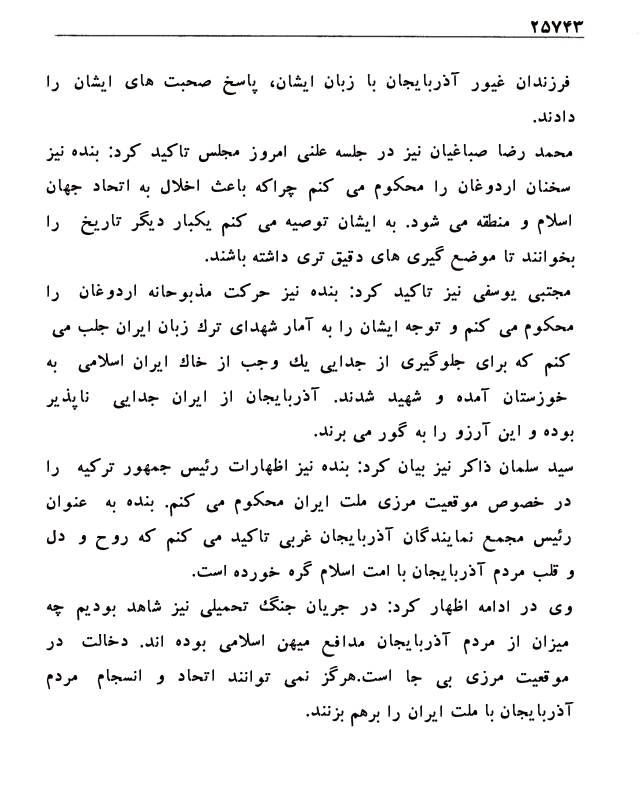 ۲۵۷۴۳
فرزندان غیور آذربایجان با زبان ایشان، پاسخ صحبت های ایشان را
دادند.
محمد رضا صباغیان نیز در جلسه علنی امروز مجلس تاکید کرد: بنده نیز
سخنان اردوغان را محکوم می کنم چراکه باعث اخلال به اتحاد جهان
اسلام و منطقه می شود. به ایشان توصیه می کنم یکبار دیگر تاریخ را
بخوانند تا موضع گیری های دقیق تری داشته باشند.
مجتبی یوسفی نیز تاکید کرد: بنده نیز حرکت مذبوحانه اردوغان را
محکوم می کنم و توجه ایشان را به آمار شهدای ترك زبان ایران جلب می
کنم که برای جلوگیری از جدایی یك وجب از خاك ایران اسلامی به
خوزستان آمده و شهید شدند. آذربایجان از ایران جدایی ناپذیر
بوده و این آرزو را به گور می برند.
سید سلمان ذاکر نیز بیان کرد: بنده نیز اظهارات رئیس جمهور ترکیه را
در خصوص موقعیت مرزی ملت ایران محکوم می کنم. بنده به عنوان
رئیس مجمع نمایندگان آذربایجان غربی تاکید می کنم که روح و دل
و قلب مردم آذربایجان با امت اسلام گره خورده است.
وی در ادامه اظهار کرد: در جریان جنگ تحمیلی نیز شاهد بودیم چه
میزان از مردم آذربایجان مدافع میهن اسلامی بوده اند. دخالت در
موقعیت مرزی بی جا است.هرگز نمی توانند اتحاد و انسجام مردم
آذربایجان با ملت ایران را برهم بزنند.